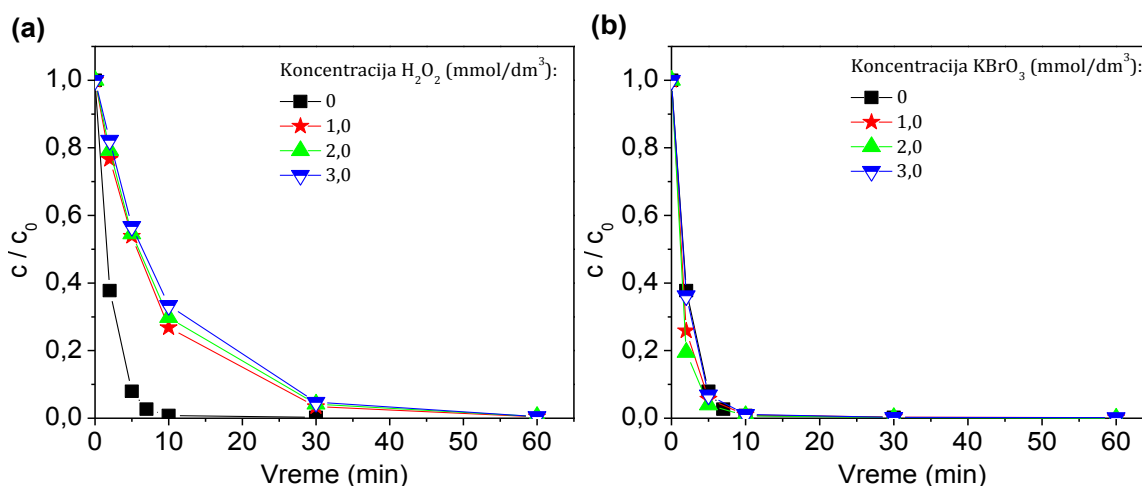 (a)
Koncentracija H₂O₂ (mmol/dm³):
0
1,0
2,0
3,0
1,0
0,8
0,6
0,4
0,2
0,0
c / c₀
0 10 20 30 40 50 60
Vreme (min)
(b)
Koncentracija KBrO₃ (mmol/dm³):
0
1,0
2,0
3,0
1,0
0,8
0,6
0,4
0,2
0,0
c / c₀
0 10 20 30 40 50 60
Vreme (min)